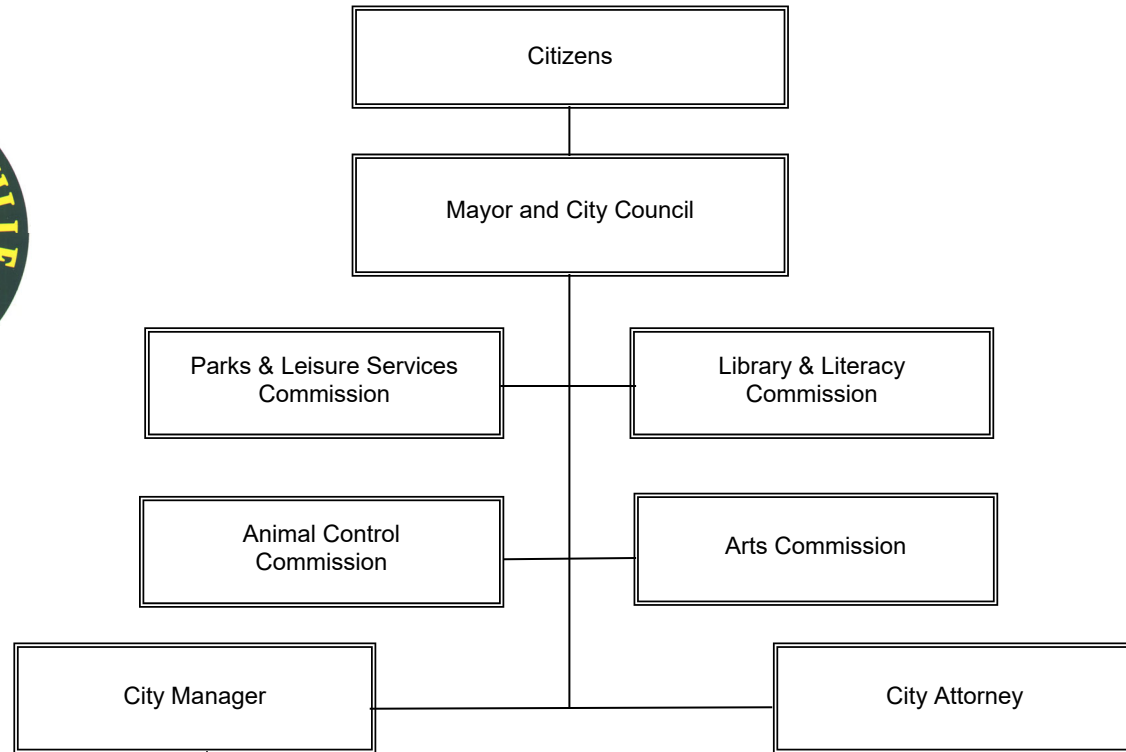 Citizens
Mayor and City Council
Parks & Leisure Services
Commission
Library & Literacy
Commission
Animal Control
Commission
Arts Commission
City Manager
City Attorney